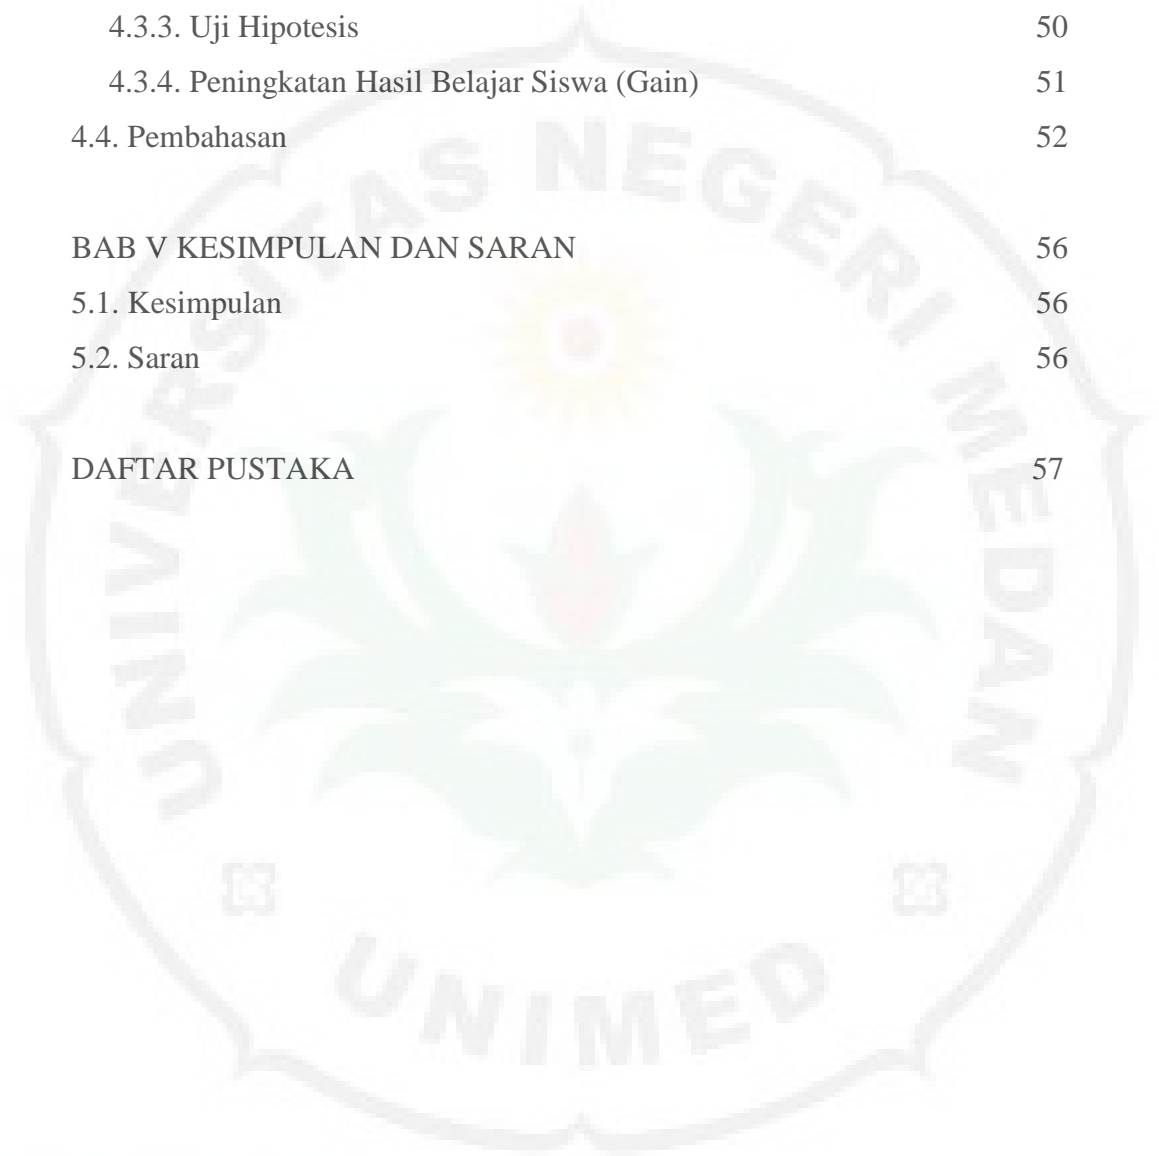 4.3.3. Uji Hipotesis 50
4.3.4. Peningkatan Hasil Belajar Siswa (Gain) 51
4.4. Pembahasan 52
BAB V KESIMPULAN DAN SARAN 56
5.1. Kesimpulan 56
5.2. Saran 56
DAFTAR PUSTAKA 57
UNIVERSITAS NEGERI MEDAN
UNIMED